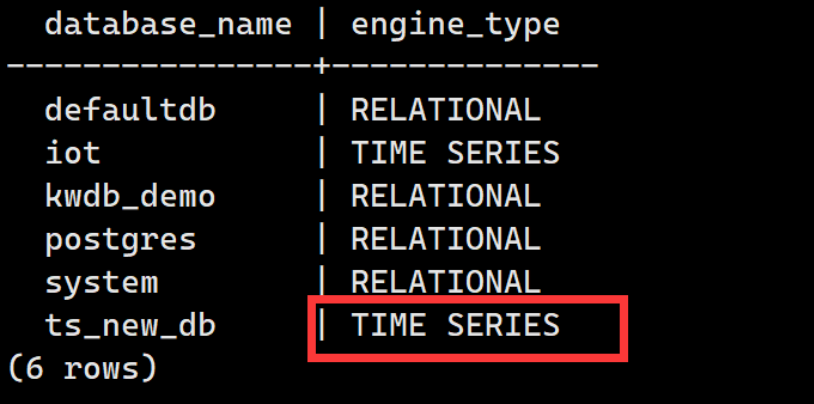 database_name | engine_type
----------------+--------------
  defaultdb     | RELATIONAL
  iot           | TIME SERIES
  kwdb_demo     | RELATIONAL
  postgres      | RELATIONAL
  system        | RELATIONAL
  ts_new_db     | TIME SERIES
(6 rows)